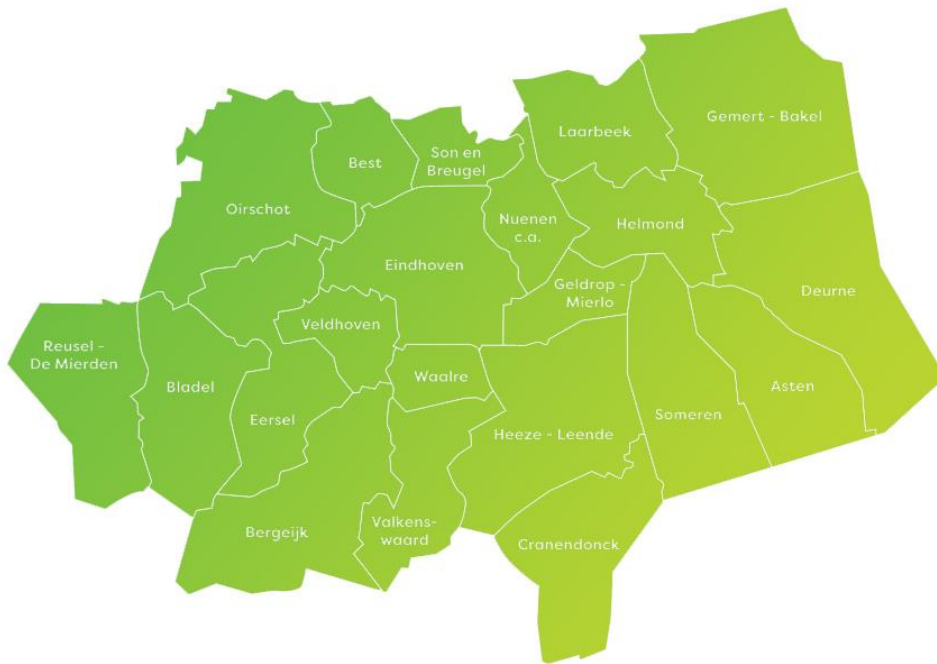 Gemert - Bakel
Laarbeek
Son en
Breugel
Best
Oirschot
Nuenen
c.a.
Helmond
Eindhoven
Geldrop -
Mierlo
Deurne
Veldhoven
Reusel -
De Mierden
Waalre
Bladel
Asten
Eersel
Someren
Heeze - Leende
Valkens-
waard
Bergeijk
Cranendonck